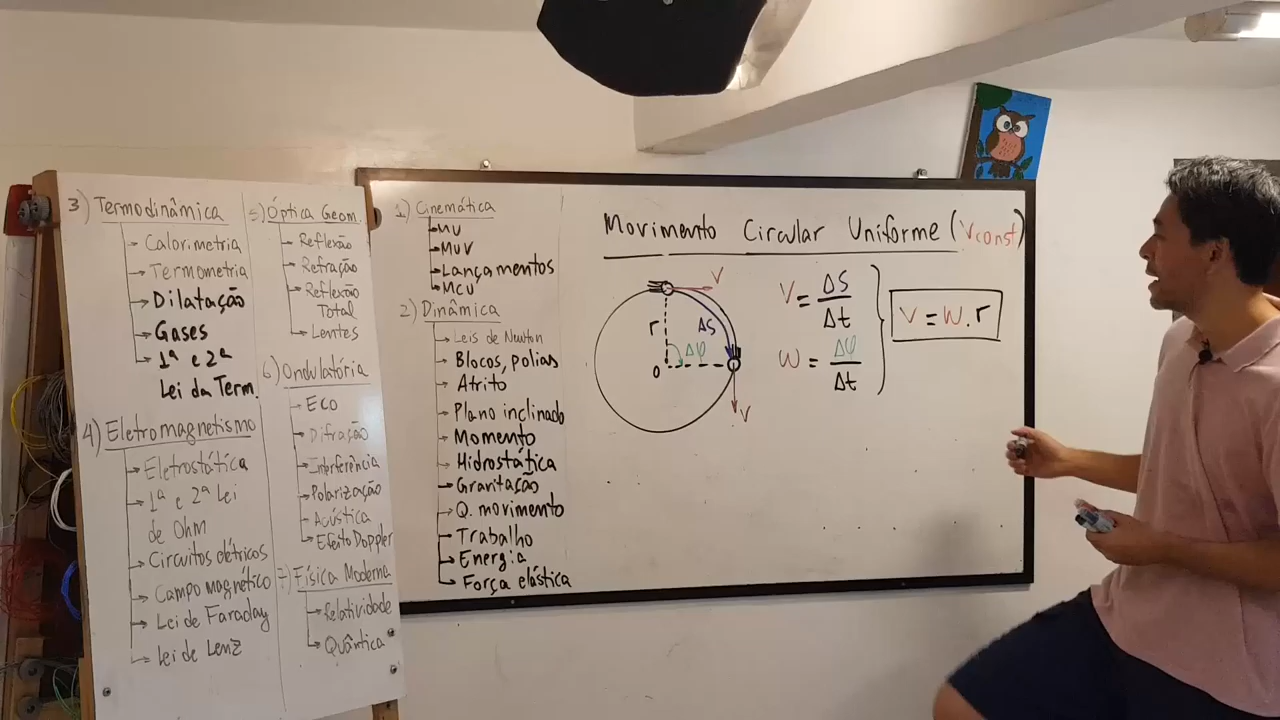 3) Termodinâmica
Calorimetria
Termometria
Dilatação
Gases
1ª e 2ª
Lei da Term.
4) Eletromagnetismo
Eletrostática
1ª e 2ª Lei
de Ohm
Circuitos elétricos
Campo magnético
Lei de Faraday
Lei de Lenz
5) Óptica Geom.
Reflexão
Refração
Reflexão
Total
Lentes
6) Ondulatória
Eco
Difração
Interferência
Polarização
Acústica
Efeito Doppler
7) Física Moderna
Relatividade
Quântica
1) Cinemática
MU
MUV
Lançamentos
MCU
2) Dinâmica
Leis de Newton
Blocos, polias
Atrito
Plano inclinado
Momento
Hidrostática
Gravitação
Q. movimento
Trabalho
Energia
Força elástica
Movimento Circular Uniforme (V const)
V
r
ΔS
Δφ
0
V
V = ΔS/Δt
W = Δφ/Δt
V = W . r